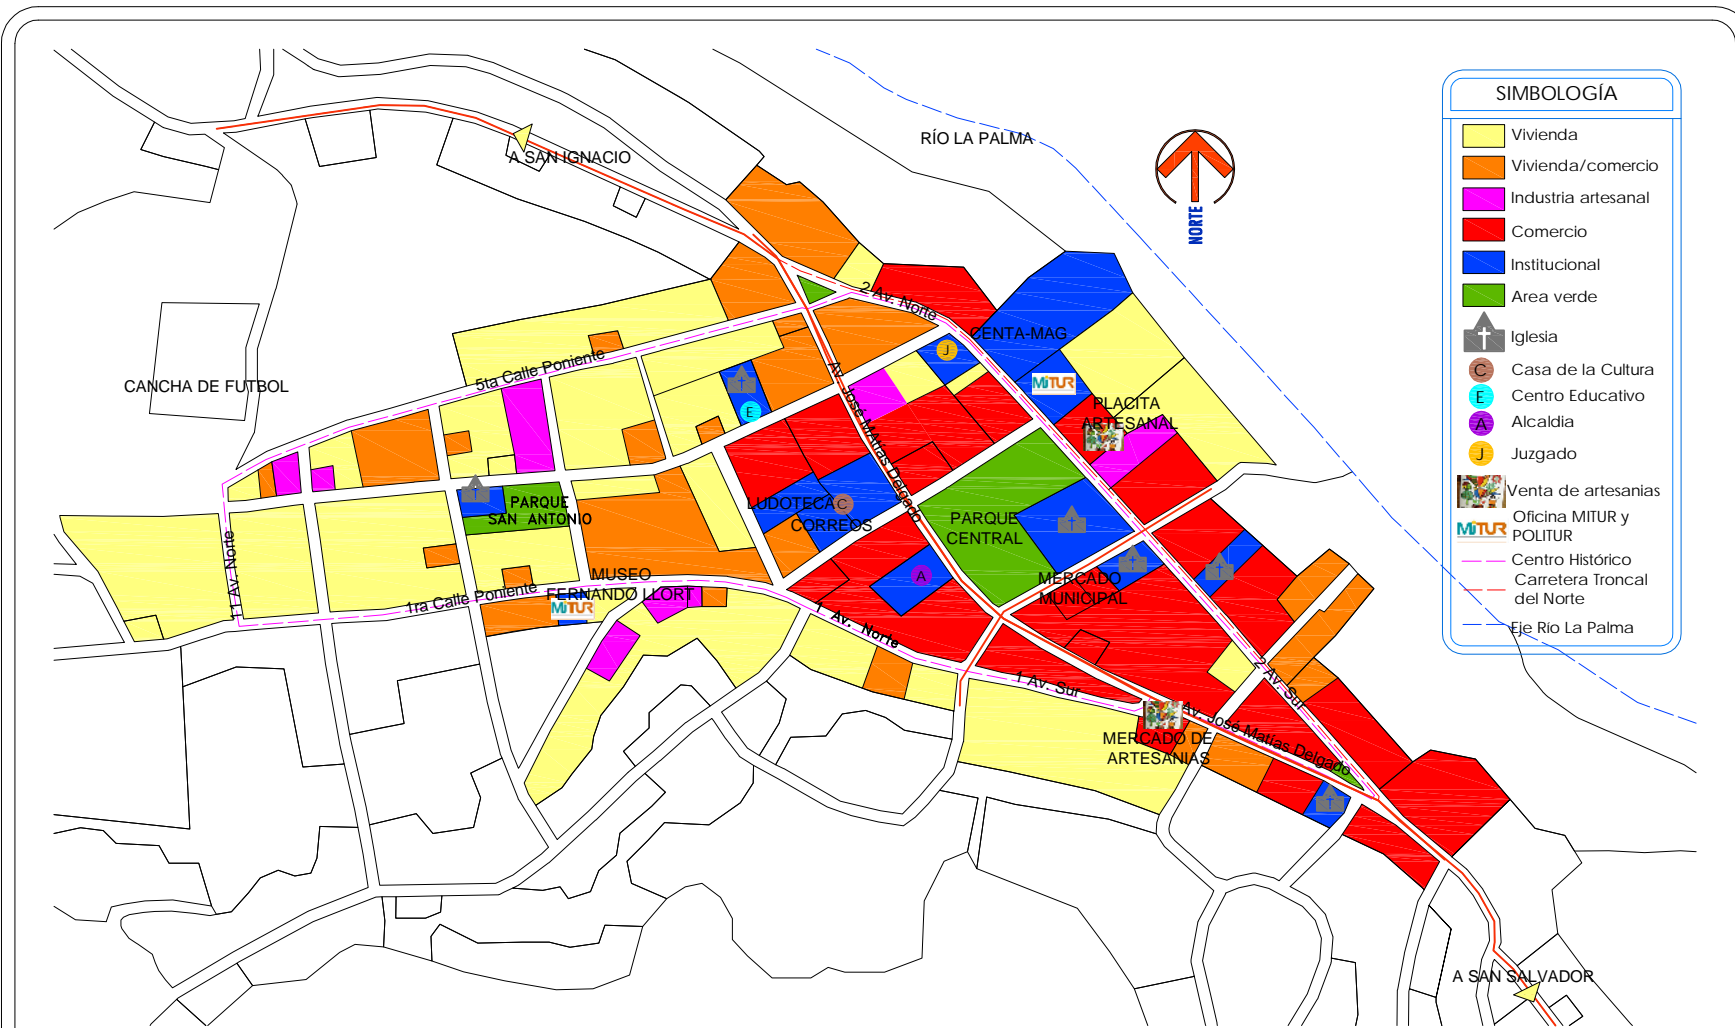 SIMBOLOGÍA
Vivienda
Vivienda/comercio
Industria artesanal
Comercio
Institucional
Area verde
Iglesia
C Casa de la Cultura
E Centro Educativo
A Alcaldia
J Juzgado
Venta de artesanias
MiTUR Oficina MITUR y
POLITUR
Centro Histórico
Carretera Troncal
del Norte
Eje Río La Palma
RÍO LA PALMA
NORTE
A SAN IGNACIO
2 Av. Norte
CENTA-MAG
J
MiTUR
PLACITA
ARTESANAL
CANCHA DE FUTBOL
5ta Calle Poniente
E
Av. José Matías Delgado
PARQUE
SAN ANTONIO
LUDOTECA
C
CORREOS
PARQUE
CENTRAL
11 Av. Norte
A
MERCADO
MUNICIPAL
MUSEO
FERNANDO LLORT
MiTUR
1ra Calle Poniente
1 Av. Norte
1 Av. Sur
2 Av. Sur
Av. José Matías Delgado
MERCADO DE
ARTESANIAS
A SAN SALVADOR